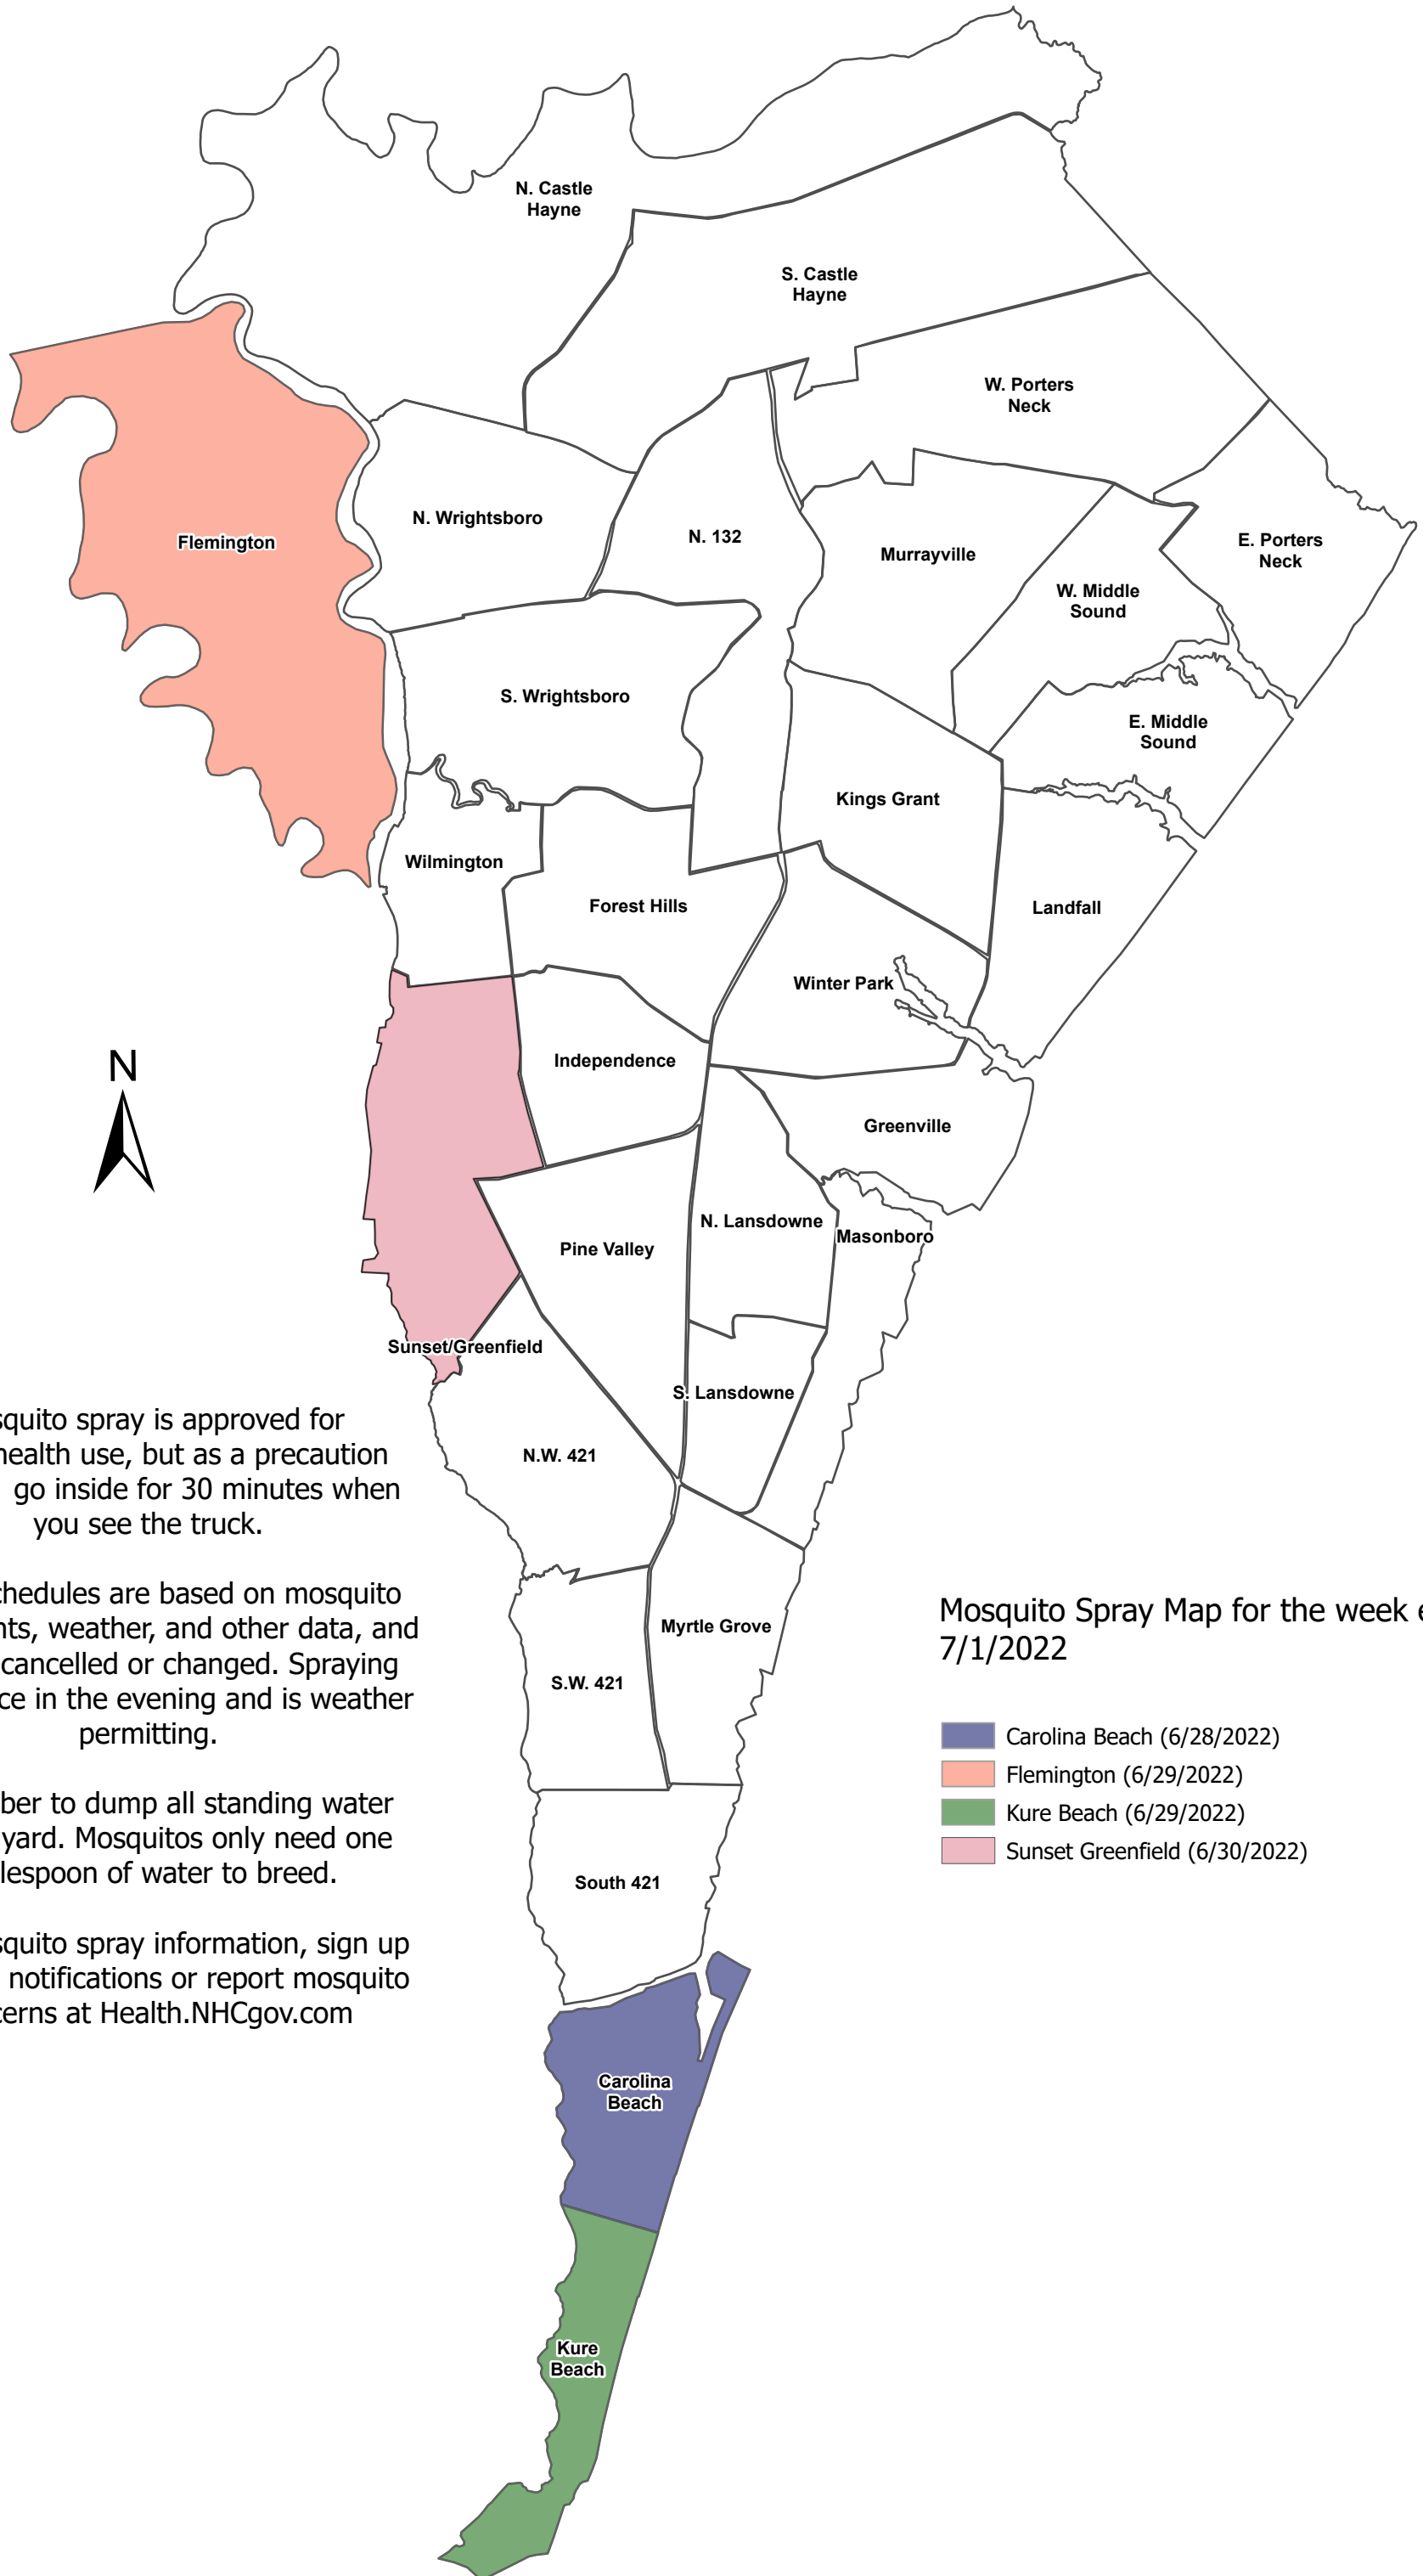 N. Castle
Hayne
S. Castle
Hayne
W. Porters
Neck
N. Wrightsboro
N. 132
Flemington
Murrayville
E. Porters
Neck
W. Middle
Sound
S. Wrightsboro
E. Middle
Sound
Kings Grant
Wilmington
Forest Hills
Landfall
Winter Park
Independence
N
Greenville
N. Lansdowne
Masonboro
Pine Valley
Sunset/Greenfield
S. Lansdowne
N.W. 421
Myrtle Grove
S.W. 421
South 421
Carolina
Beach
Kure
Beach
squito spray is approved for
health use, but as a precaution
go inside for 30 minutes when
you see the truck.
chedules are based on mosquito
nts, weather, and other data, and
cancelled or changed. Spraying
ce in the evening and is weather
permitting.
ber to dump all standing water
yard. Mosquitos only need one
lespoon of water to breed.
squito spray information, sign up
notifications or report mosquito
cerns at Health.NHCgov.com
Mosquito Spray Map for the week e
7/1/2022
Carolina Beach (6/28/2022)
Flemington (6/29/2022)
Kure Beach (6/29/2022)
Sunset Greenfield (6/30/2022)